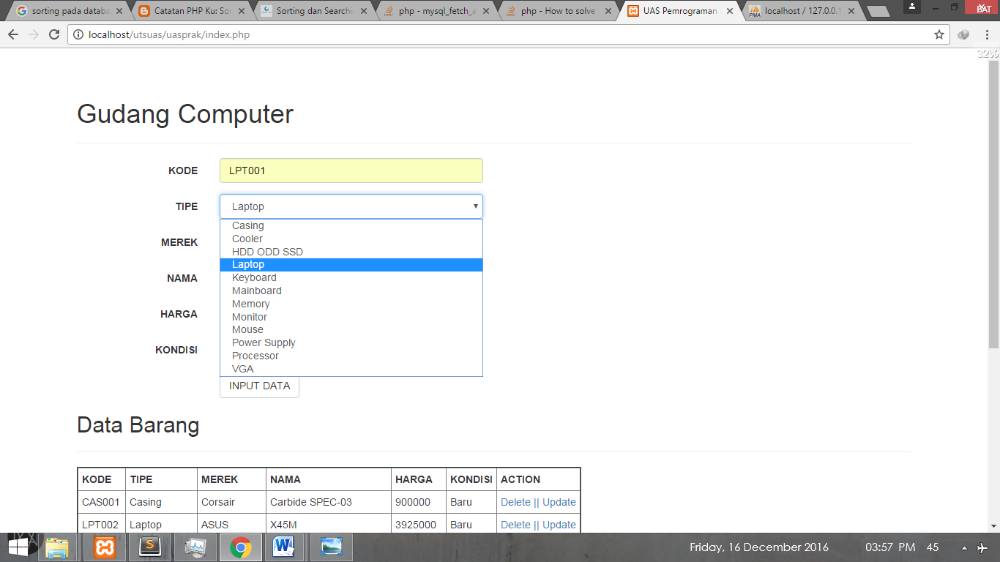 sorting pada databa
Catatan PHP Ku: Soc
Sorting dan Searchin
php - mysql_fetch_a
php - How to solve
UAS Pemrograman
localhost / 127.0.0.1
BAT
localhost/utsuas/uasprak/index.php
32%
Gudang Computer
KODE LPT001
TIPE Laptop
Casing
Cooler
MEREK
HDD ODD SSD
Laptop
NAMA
Keyboard
Mainboard
Memory
HARGA
Monitor
Mouse
KONDISI
Power Supply
Processor
VGA
INPUT DATA
Data Barang
KODE TIPE MEREK NAMA HARGA KONDISI ACTION
CAS001 Casing Corsair Carbide SPEC-03 900000 Baru Delete || Update
LPT002 Laptop ASUS X45M 3925000 Baru Delete || Update
Friday, 16 December 2016 03:57 PM 45